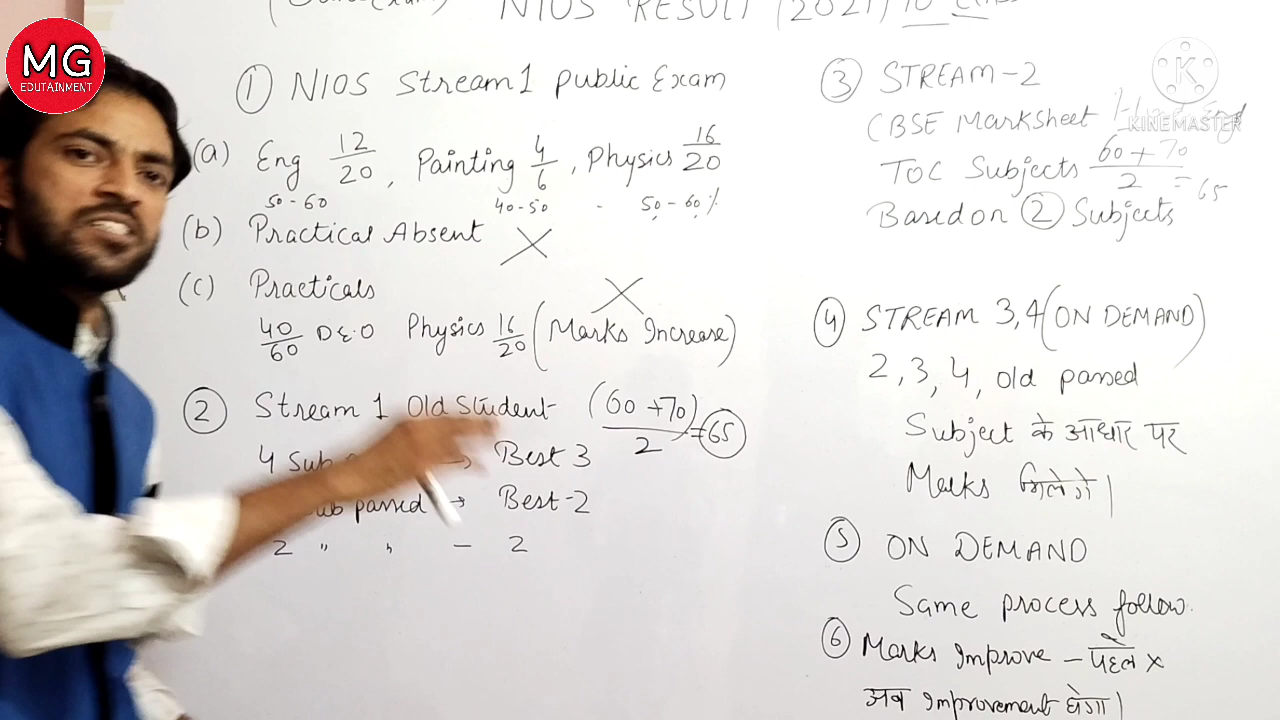 MG
EDUTAINMENT
NIOS RESULT (2021) 10
① NIOS Stream 1 Public Exam
(a) Eng 12/20, Painting 4/6, Physics 16/20
50-60 40-50 - 50-60%
(b) Practical Absent X
(c) Practicals X
40/60 DEO Physics 16/20 (Marks Increase)
② Stream 1 Old Student (60+70)/2 = 65
4 Sub → Best 3
passed → Best-2
2 " " - 2
③ STREAM-2
CBSE Marksheet
TOC Subjects 60+70/2 = 65
Based on ② Subjects
KINEMASTER
④ STREAM 3,4 (ON DEMAND)
2, 3, 4, old passed
Subject के आधार पर
Marks मिलेगे।
⑤ ON DEMAND
Same process follow.
⑥ Marks Improve - पहले X
अब Improvement होगा।